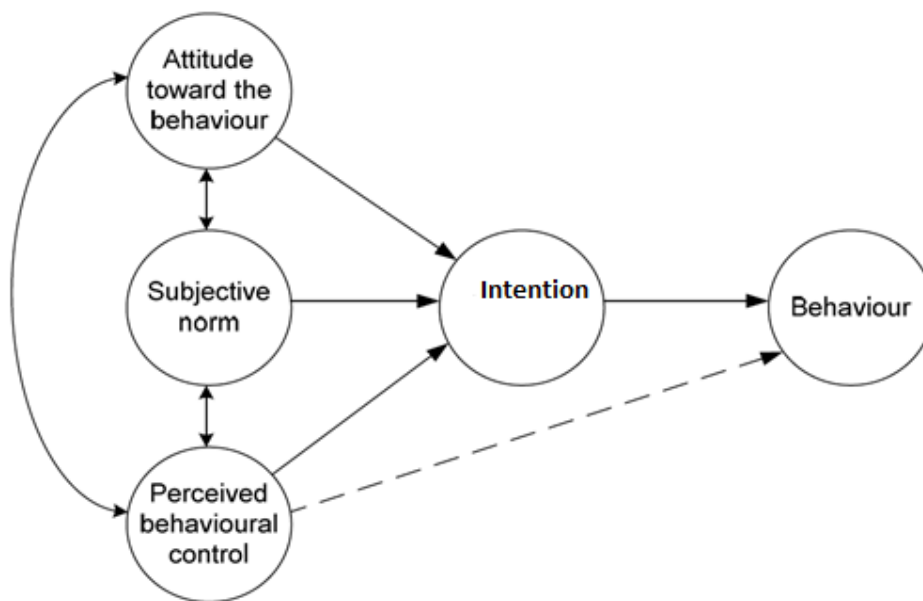 Attitude
toward the
behaviour
Subjective
norm
Intention
Behaviour
Perceived
behavioural
control